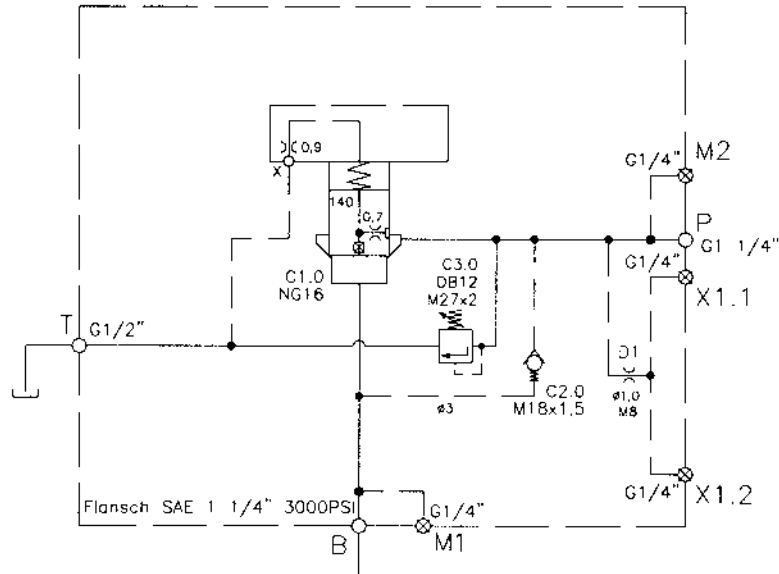 M2
G1/4"
0,9
X
140
0,7
P
G1 1/4"
G1/4"
C1.0
NG16
C3.0
DB12
M27x2
X1.1
T
G1/2"
D1
ø1,0
M8
C2.0
M18x1,5
ø3
G1/4"
X1.2
Flansch SAE 1 1/4" 3000PSI
G1/4"
B
M1